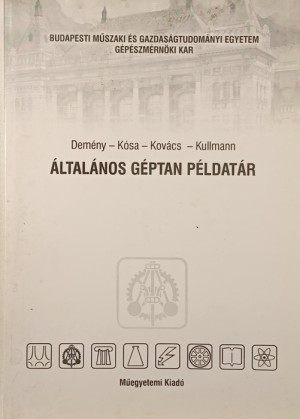 BUDAPESTI MŰSZAKI ÉS GAZDASÁGTUDOMÁNYI EGYETEM
GÉPÉSZMÉRNÖKI KAR
Demény – Kósa – Kovács – Kullmann
ÁLTALÁNOS GÉPTAN PÉLDATÁR
Műegyetemi Kiadó